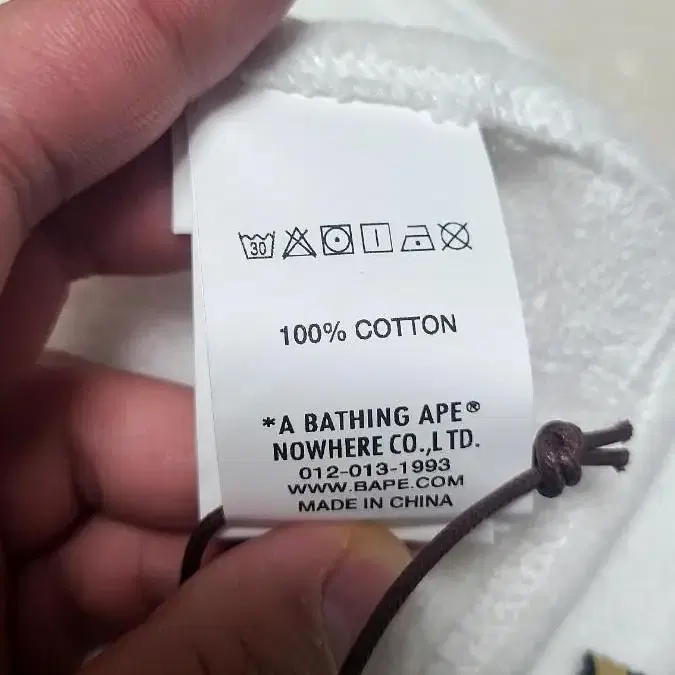 30
100% COTTON
*A BATHING APE®
NOWHERE CO.,LTD.
012-013-1993
WWW.BAPE.COM
MADE IN CHINA